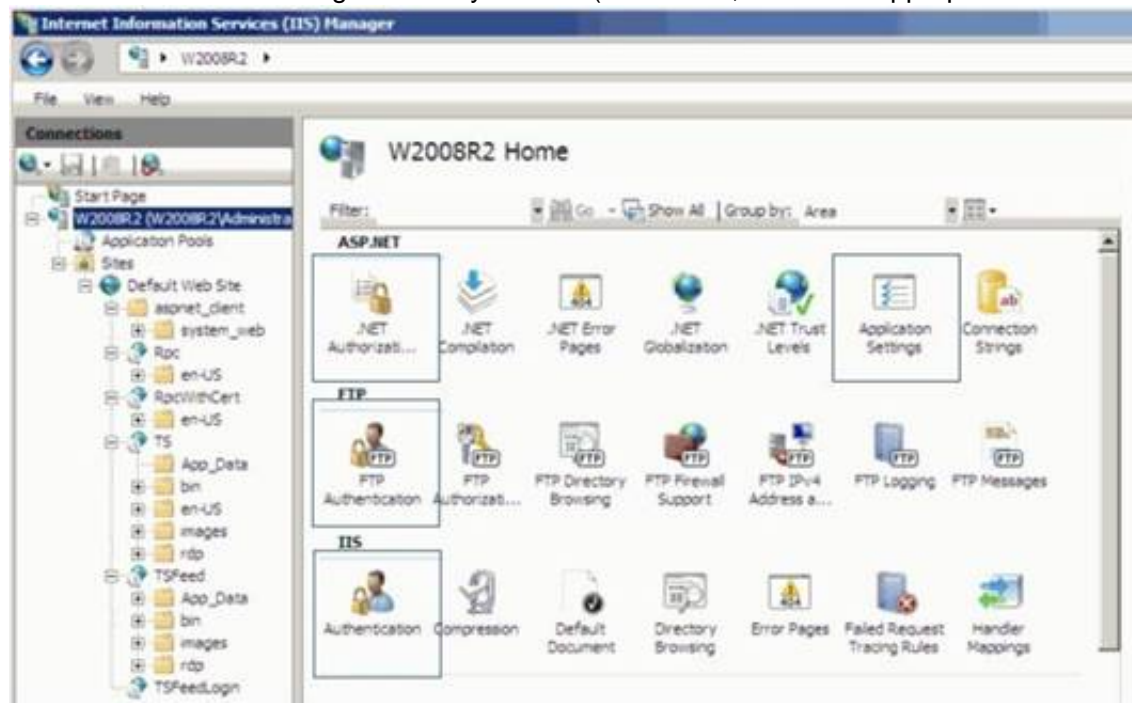 Internet Information Services (IIS) Manager
W2008R2
File View Help
Connections
Start Page
W2008R2 (W2008R2\Administra
Application Pools
Sites
Default Web Site
aspnet_client
system_web
Rpc
en-US
RpcWithCert
en-US
TS
App_Data
bin
en-US
images
rdp
TSFeed
App_Data
bin
images
rdp
TSFeedLogin
W2008R2 Home
Filter: Go Show All Group by: Area
ASP.NET
.NET Authorizati...
.NET Compilation
.NET Error Pages
.NET Globalization
.NET Trust Levels
Application Settings
Connection Strings
FTP
FTP Authentication
FTP Authorizati...
FTP Directory Browsing
FTP Firewall Support
FTP IPv4 Address a...
FTP Logging
FTP Messages
IIS
Authentication
Compression
Default Document
Directory Browsing
Error Pages
Failed Request Tracing Rules
Handler Mappings